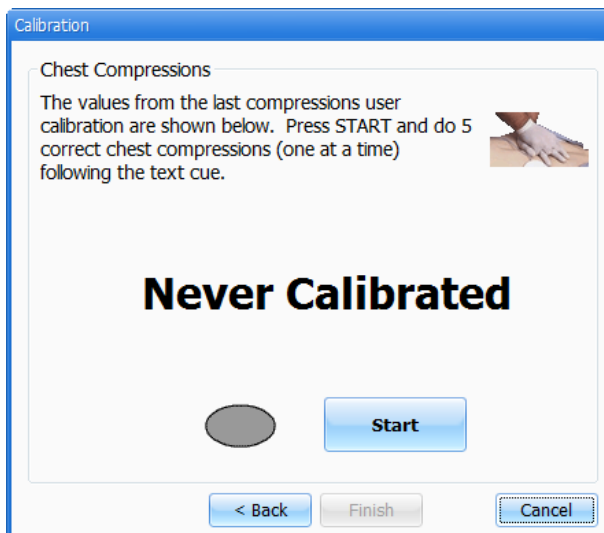 Calibration
Chest Compressions
The values from the last compressions user
calibration are shown below. Press START and do 5
correct chest compressions (one at a time)
following the text cue.
Never Calibrated
Start
< Back
Finish
Cancel